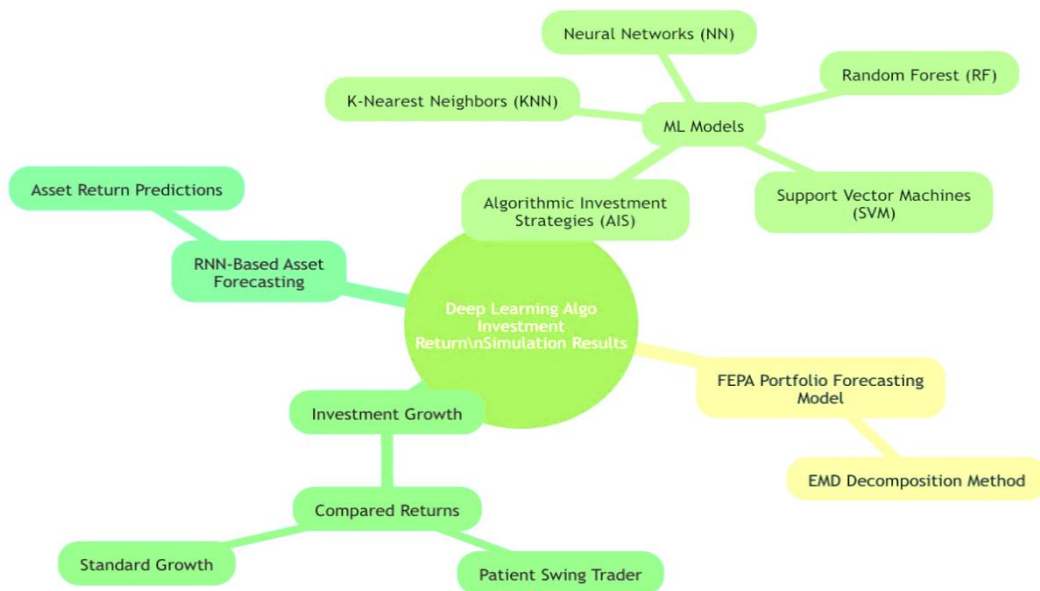 Neural Networks (NN)
Random Forest (RF)
K-Nearest Neighbors (KNN)
ML Models
Asset Return Predictions
Algorithmic Investment
Strategies (AIS)
Support Vector Machines
(SVM)
RNN-Based Asset
Forecasting
Deep Learning Algo
Investment
Return\nSimulation Results
FEPA Portfolio Forecasting
Model
Investment Growth
EMD Decomposition Method
Compared Returns
Standard Growth
Patient Swing Trader